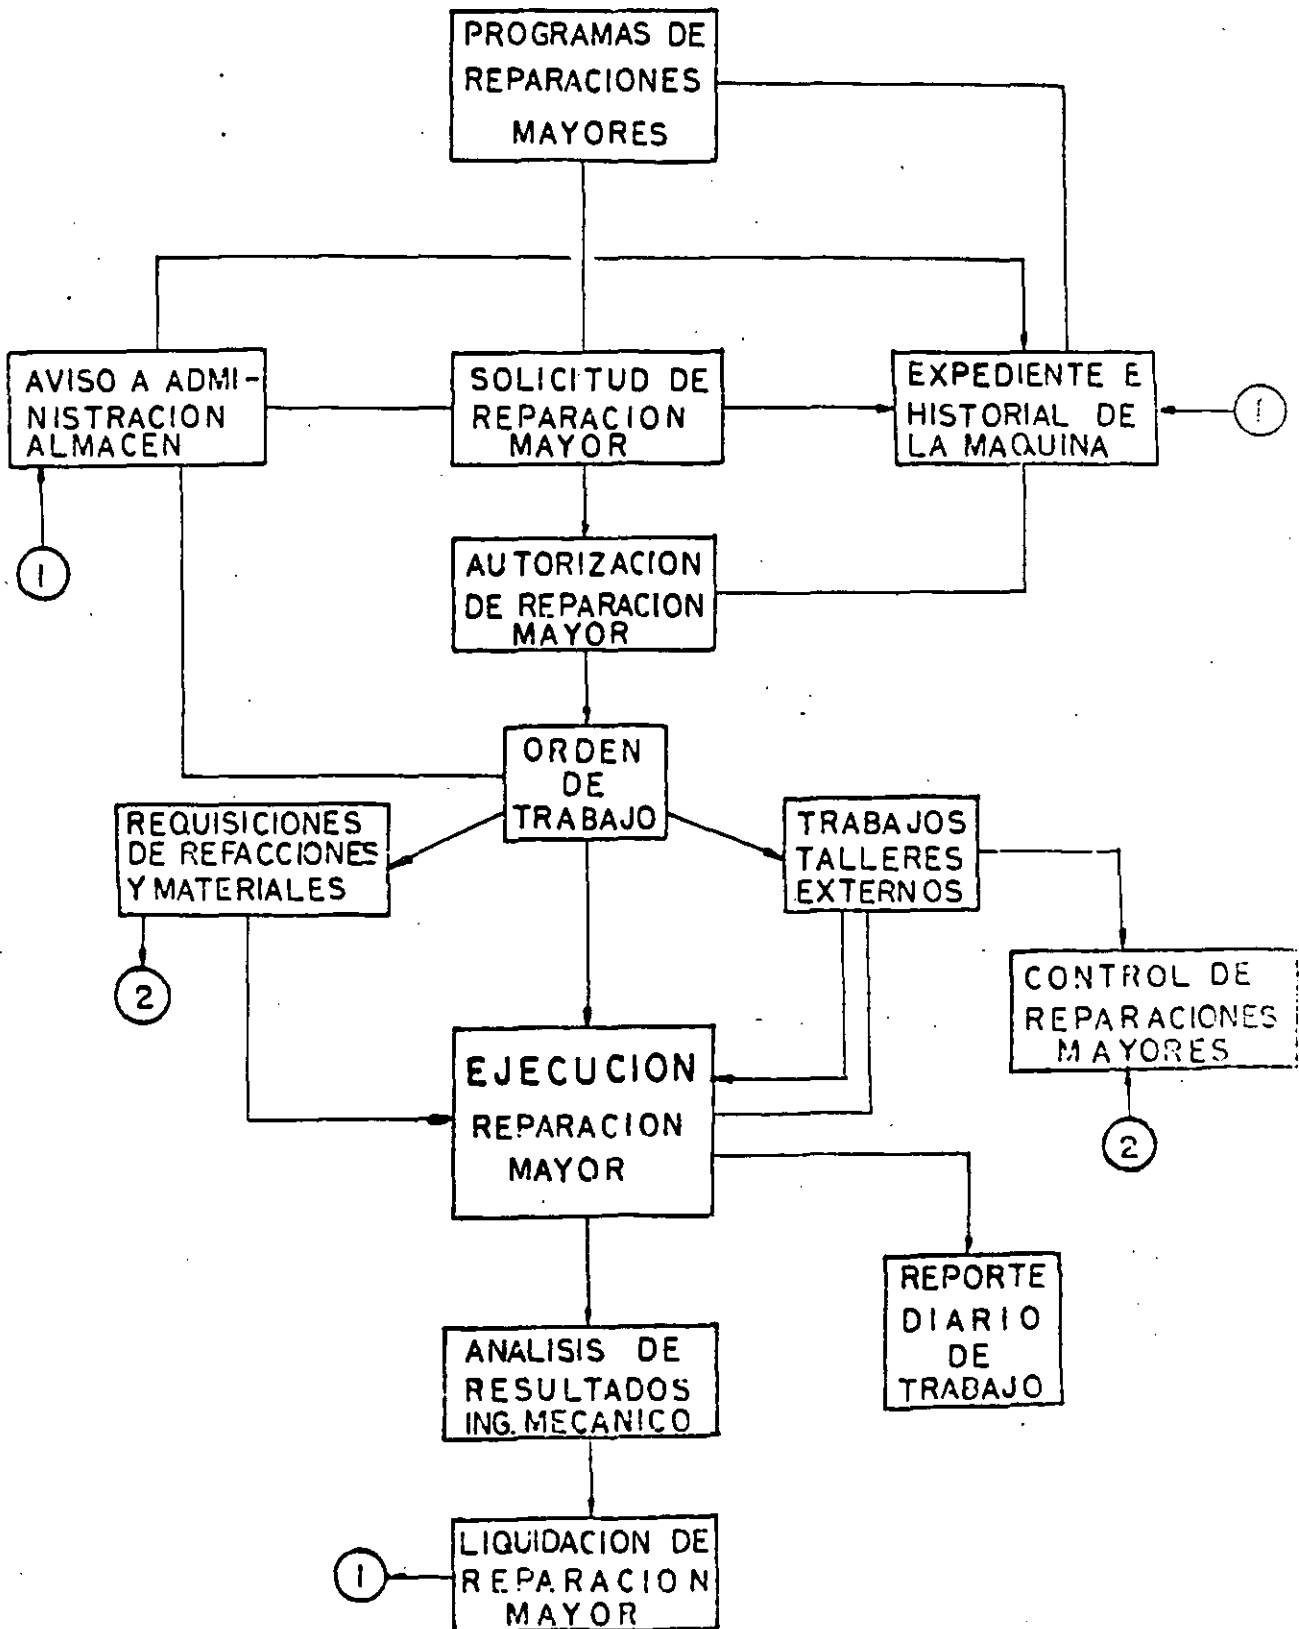 PROGRAMAS DE
REPARACIONES
MAYORES
AVISO A ADMI-
NISTRACION
ALMACEN
SOLICITUD DE
REPARACION
MAYOR
EXPEDIENTE E
HISTORIAL DE
LA MAQUINA
1
1
AUTORIZACION
DE REPARACION
MAYOR
ORDEN
DE
TRABAJO
REQUISICIONES
DE REFACCIONES
Y MATERIALES
TRABAJOS
TALLERES
EXTERNOS
2
CONTROL DE
REPARACIONES
MAYORES
EJECUCION
REPARACION
MAYOR
2
REPORTE
DIARIO
DE
TRABAJO
ANALISIS DE
RESULTADOS
ING. MECANICO
LIQUIDACION DE
REPARACION
MAYOR
1